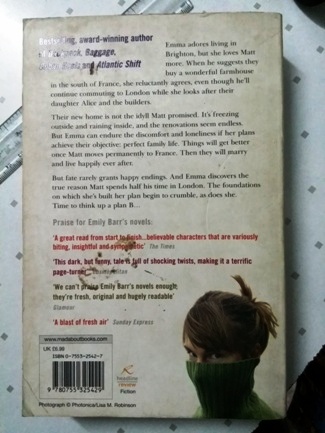 Bestselling, award-winning author
Baggage,
and Atlantic Shift
Emma adores living in
Brighton, but she loves Matt
more. When he suggests they
buy a wonderful farmhouse
in the south of France, she reluctantly agrees, even though he'll
continue commuting to London while she looks after their
daughter Alice and the builders.
Their new home is not the idyll Matt promised. It's freezing
outside and raining inside, and the renovations seem endless.
But Emma can endure the discomfort and loneliness if he
achieve their objective: perfect family life. Things will get better
once Matt moves permanently to France. Then they will marry
and live happily ever after.
But fate rarely grants happy endings. And Emma discovers the
true reason Matt spends half his time in London. The foundations
on which she's built her plan begin to crumble, as does she.
Time to think up a plan B...
Praise for Emily Barr's novels:
'A great read from start to finish...believable characters that are variously
biting, insightful and sympathetic' The Times
'This dark, but funny, tale is full of shocking twists, making it a terrific
page-turner' Cosmopolitan
'We can't praise Emily Barr's novels enough;
they're fresh, original and hugely readable'
Glamour
'A blast of fresh air' Sunday Express
www.madaboutbooks.com
UK £6.99
ISBN 0-7553-2542-7
9 780755 325429
headline
review
Fiction
Photograph © Photonica/Lisa M. Robinson